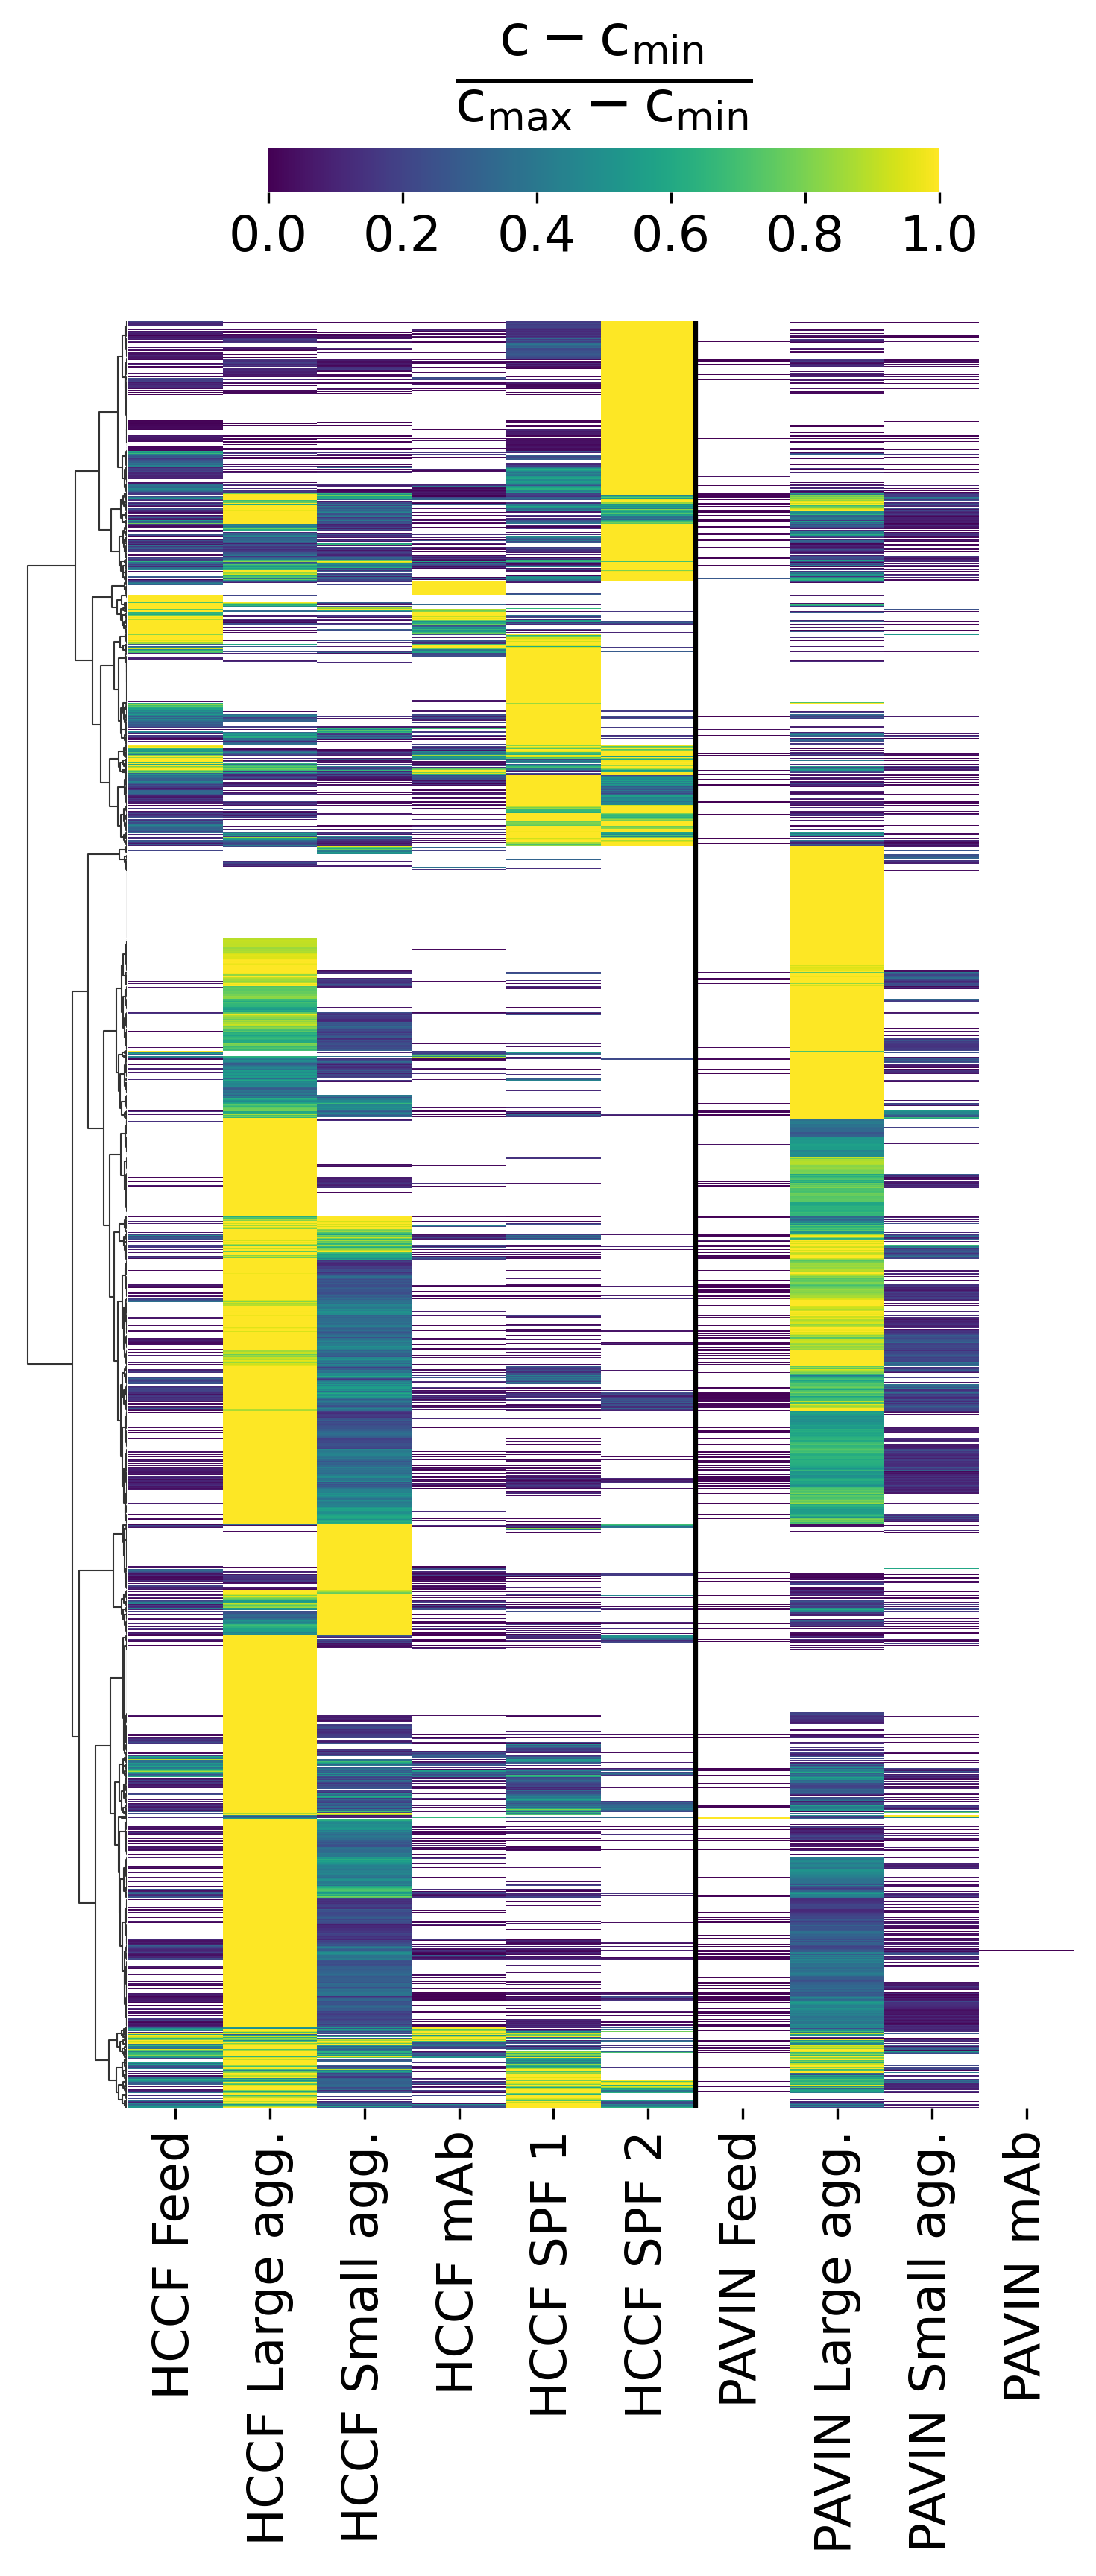 c − cmin
cmax − cmin
0.0 0.2 0.4 0.6 0.8 1.0
HCCF Feed
HCCF Large agg.
HCCF Small agg.
HCCF mAb
HCCF SPF 1
HCCF SPF 2
PAVIN Feed
PAVIN Large agg.
PAVIN Small agg.
PAVIN mAb